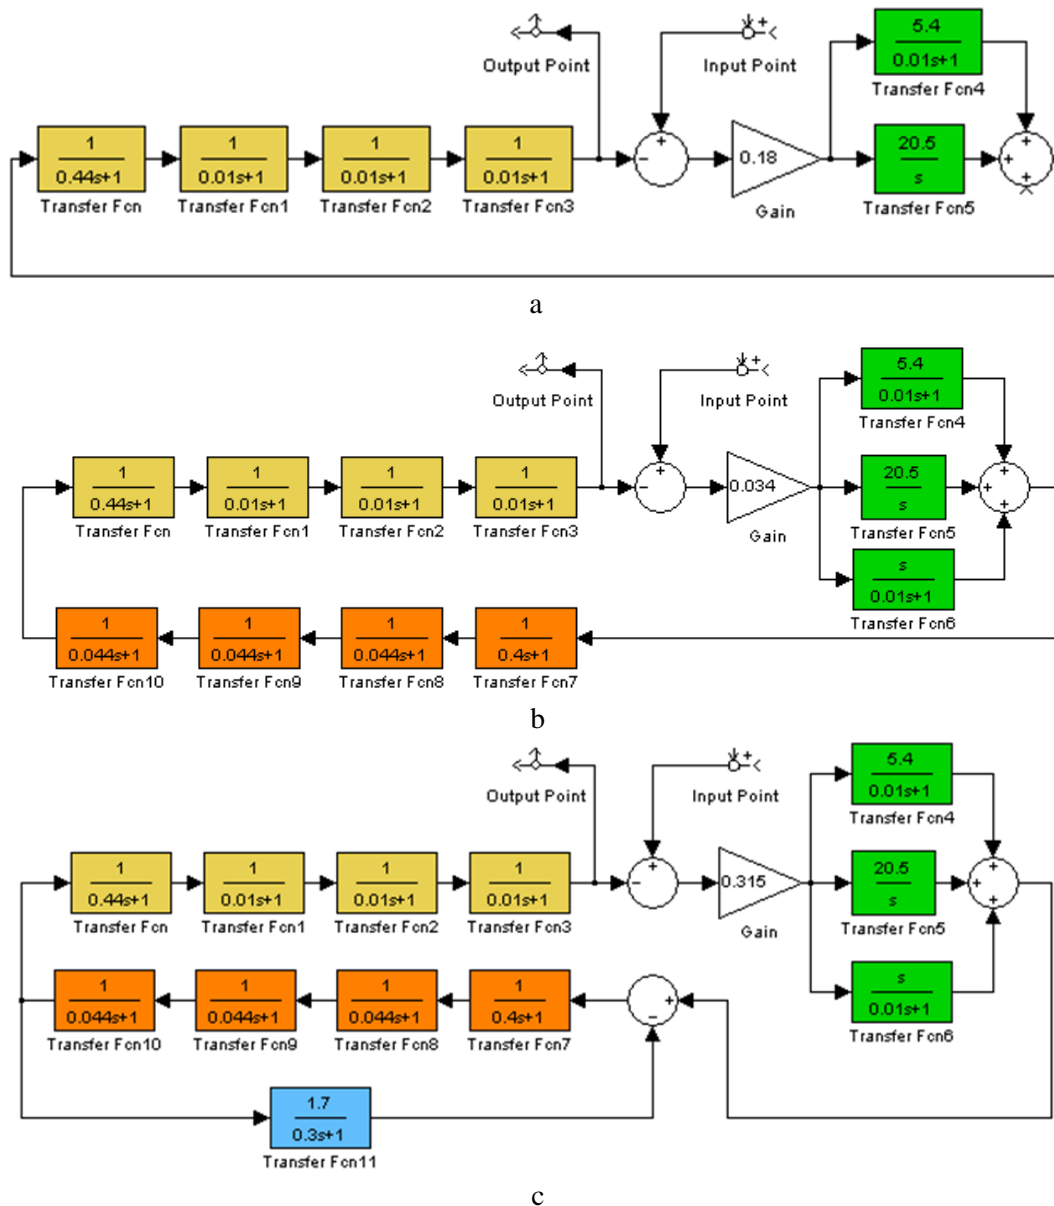 5.4
0.01s+1
Transfer Fcn4
Output Point
Input Point
+
1
0.44s+1
Transfer Fcn
1
0.01s+1
Transfer Fcn1
1
0.01s+1
Transfer Fcn2
1
0.01s+1
Transfer Fcn3
+
-
0.18
Gain
20.5
s
Transfer Fcn5
+
+
+
a
5.4
0.01s+1
Transfer Fcn4
Output Point
Input Point
+
1
0.44s+1
Transfer Fcn
1
0.01s+1
Transfer Fcn1
1
0.01s+1
Transfer Fcn2
1
0.01s+1
Transfer Fcn3
+
-
0.034
Gain
20.5
s
Transfer Fcn5
+
+
+
s
0.01s+1
Transfer Fcn6
1
0.044s+1
Transfer Fcn10
1
0.044s+1
Transfer Fcn9
1
0.044s+1
Transfer Fcn8
1
0.4s+1
Transfer Fcn7
b
5.4
0.01s+1
Transfer Fcn4
Output Point
Input Point
+
1
0.44s+1
Transfer Fcn
1
0.01s+1
Transfer Fcn1
1
0.01s+1
Transfer Fcn2
1
0.01s+1
Transfer Fcn3
+
-
0.315
Gain
20.5
s
Transfer Fcn5
+
+
+
1
0.044s+1
Transfer Fcn10
1
0.044s+1
Transfer Fcn9
1
0.044s+1
Transfer Fcn8
1
0.4s+1
Transfer Fcn7
+
-
s
0.01s+1
Transfer Fcn6
1.7
0.3s+1
Transfer Fcn11
c